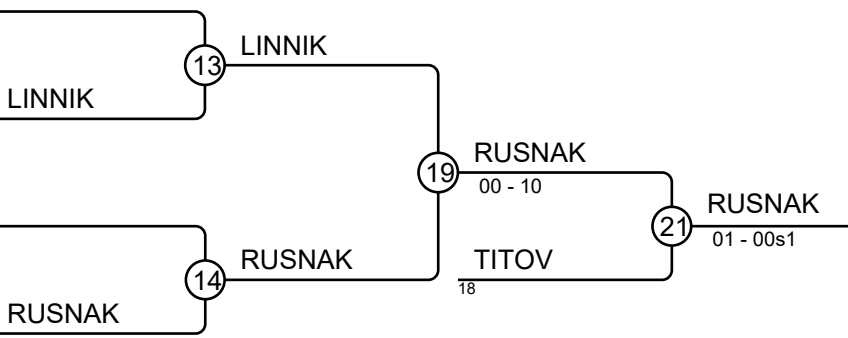 LINNIK
13
LINNIK
RUSNAK
14
RUSNAK
19
RUSNAK
00 - 10
TITOV
18
21
RUSNAK
01 - 00s1